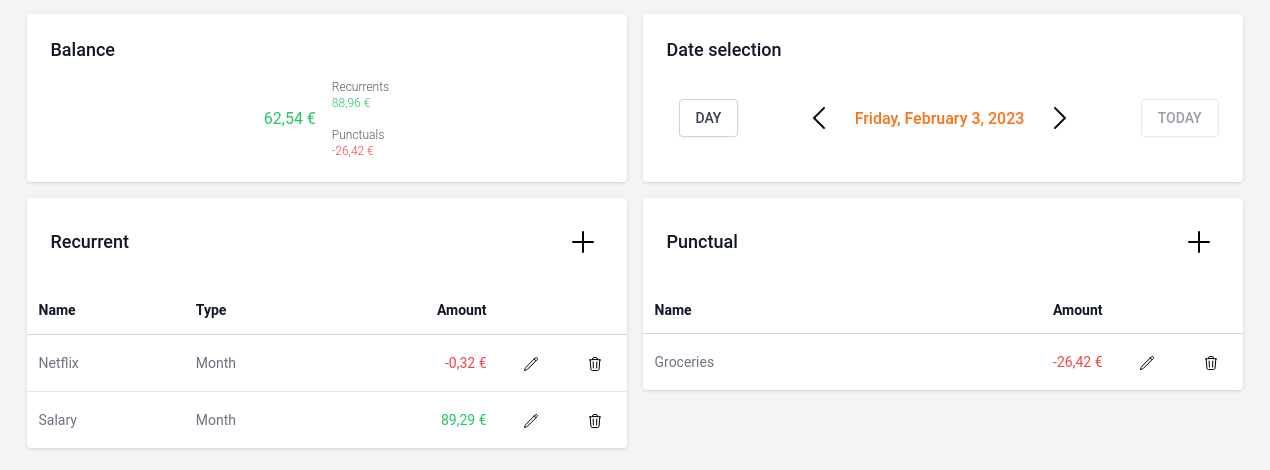 Balance
62,54 €
Recurrents
88,96 €
Punctuals
-26,42 €
Date selection
DAY
Friday, February 3, 2023
TODAY
Recurrent
Name Type Amount
Netflix Month -0,32 €
Salary Month 89,29 €
Punctual
Name Amount
Groceries -26,42 €